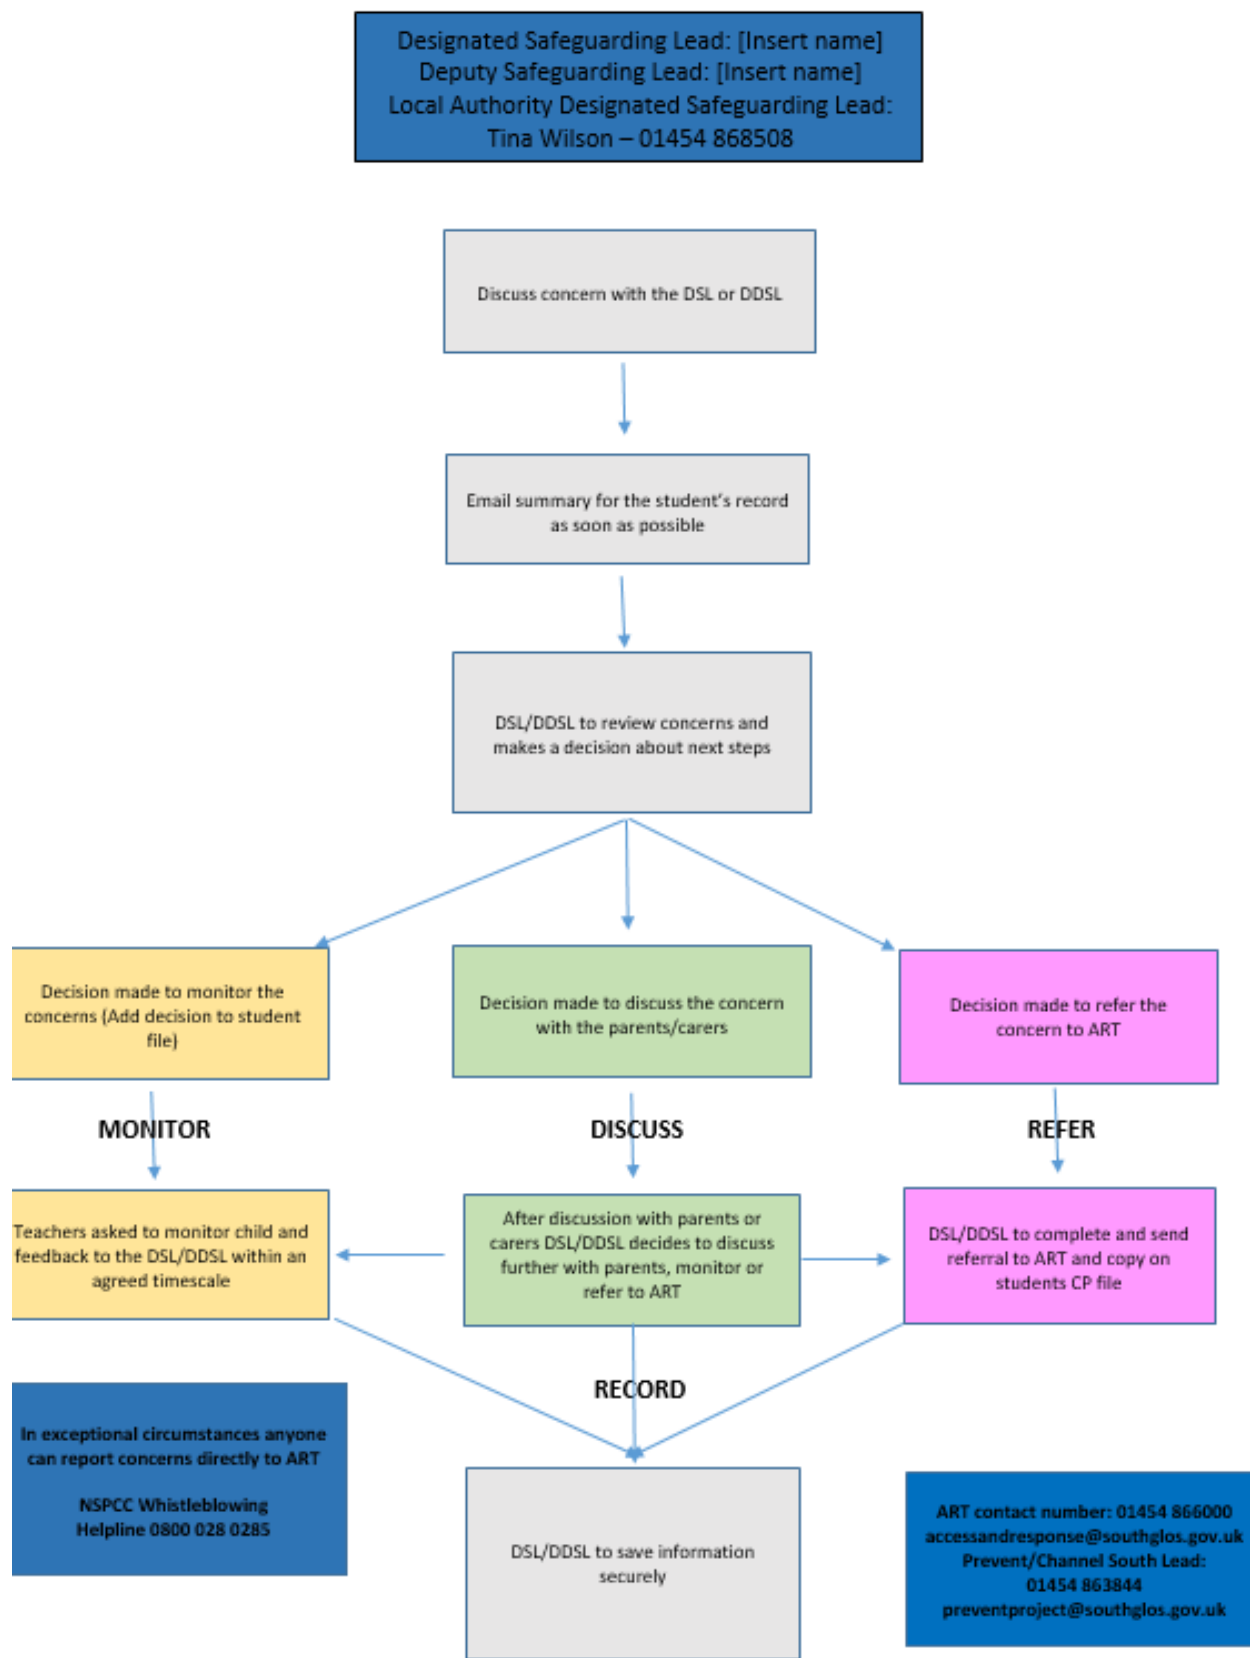 Designated Safeguarding Lead: [Insert name]
Deputy Safeguarding Lead: [Insert name]
Local Authority Designated Safeguarding Lead:
Tina Wilson – 01454 868508
Discuss concern with the DSL or DDSL
Email summary for the student's record
as soon as possible
DSL/DDSL to review concerns and
makes a decision about next steps
Decision made to monitor the
concerns (Add decision to student
file)
Decision made to discuss the concern
with the parents/carers
Decision made to refer the
concern to ART
MONITOR
DISCUSS
REFER
Teachers asked to monitor child and
feedback to the DSL/DDSL within an
agreed timescale
After discussion with parents or
carers DSL/DDSL decides to discuss
further with parents, monitor or
refer to ART
DSL/DDSL to complete and send
referral to ART and copy on
students CP file
RECORD
In exceptional circumstances anyone
can report concerns directly to ART
NSPCC Whistleblowing
Helpline 0800 028 0285
DSL/DDSL to save information
securely
ART contact number: 01454 866000
accessandresponse@southglos.gov.uk
Prevent/Channel South Lead:
01454 863844
preventproject@southglos.gov.uk